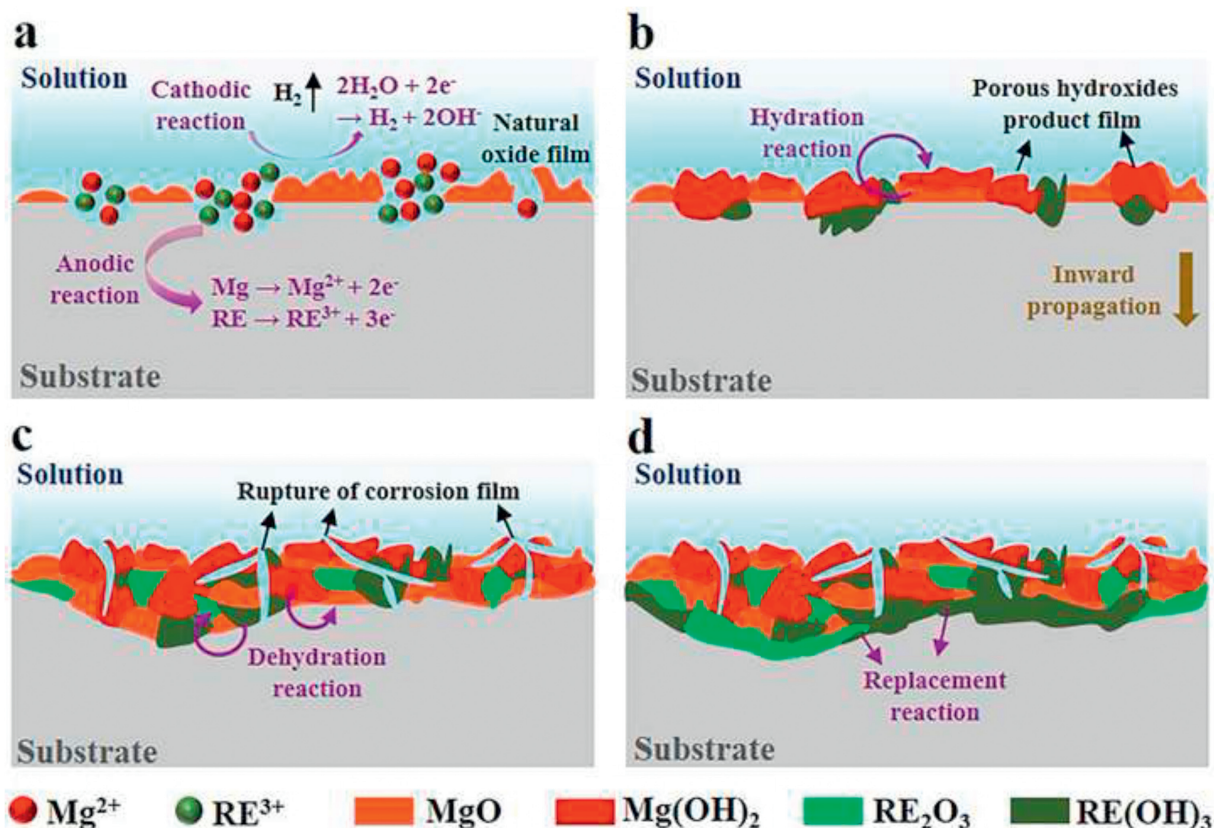 a
Solution
Cathodic
reaction
H₂
2H₂O + 2e⁻
→ H₂ + 2OH⁻
Natural
oxide film
Anodic
reaction
Mg → Mg²⁺ + 2e⁻
RE → RE³⁺ + 3e⁻
Substrate
b
Solution
Hydration
reaction
Porous hydroxides
product film
Inward
propagation
Substrate
c
Solution
Rupture of corrosion film
Dehydration
reaction
Substrate
d
Solution
Replacement
reaction
Substrate
Mg²⁺ RE³⁺ MgO Mg(OH)₂ RE₂O₃ RE(OH)₃